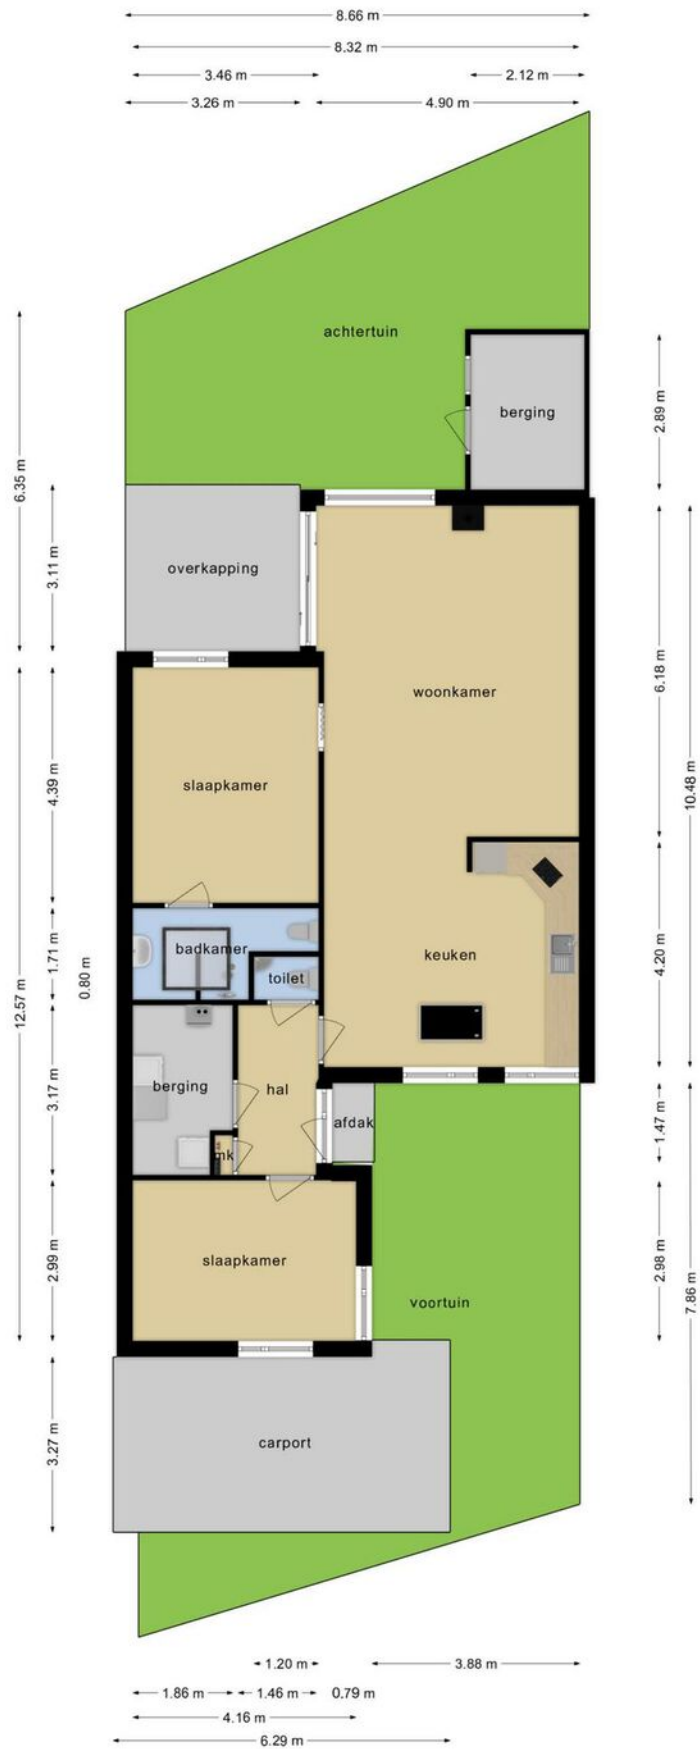 8.66 m
8.32 m
3.46 m
2.12 m
3.26 m
4.90 m
achtertuin
berging
2.89 m
6.35 m
3.11 m
overkapping
6.18 m
woonkamer
slaapkamer
4.39 m
10.48 m
badkamer
toilet
keuken
1.71 m
0.80 m
4.20 m
12.57 m
3.17 m
berging
hal
afdak
mk
1.47 m
slaapkamer
2.99 m
2.98 m
voortuin
7.86 m
carport
3.27 m
1.20 m
3.88 m
1.86 m
1.46 m
0.79 m
4.16 m
6.29 m